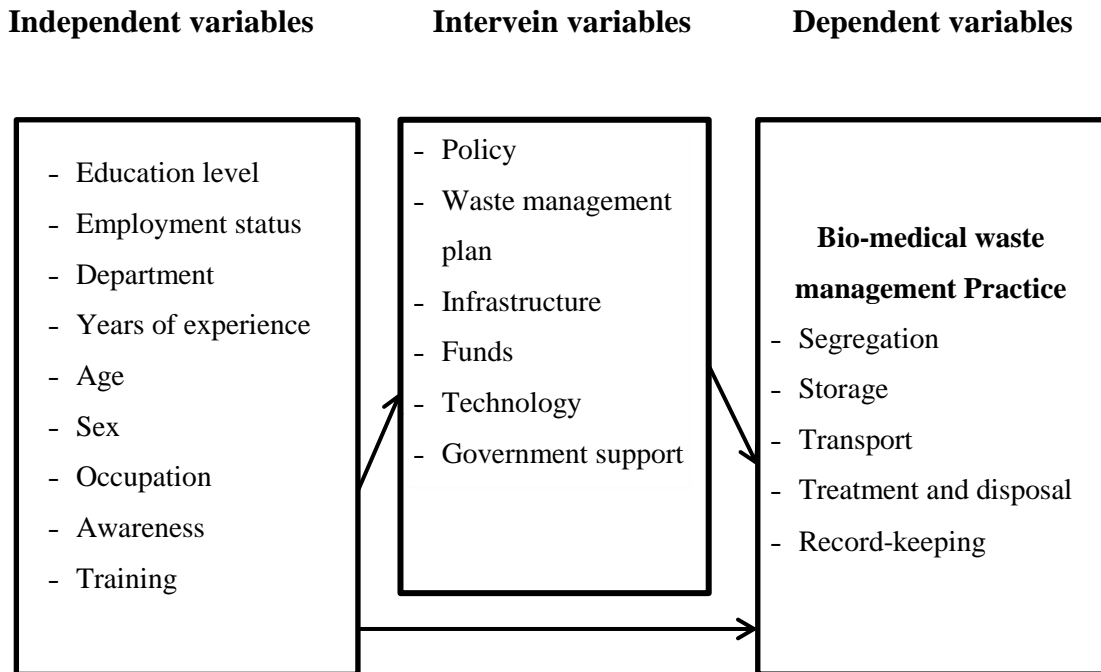 Independent variables
Intervein variables
Dependent variables
- Education level
- Employment status
- Department
- Years of experience
- Age
- Sex
- Occupation
- Awareness
- Training
- Policy
- Waste management
plan
- Infrastructure
- Funds
- Technology
- Government support
Bio-medical waste
management Practice
- Segregation
- Storage
- Transport
- Treatment and disposal
- Record-keeping